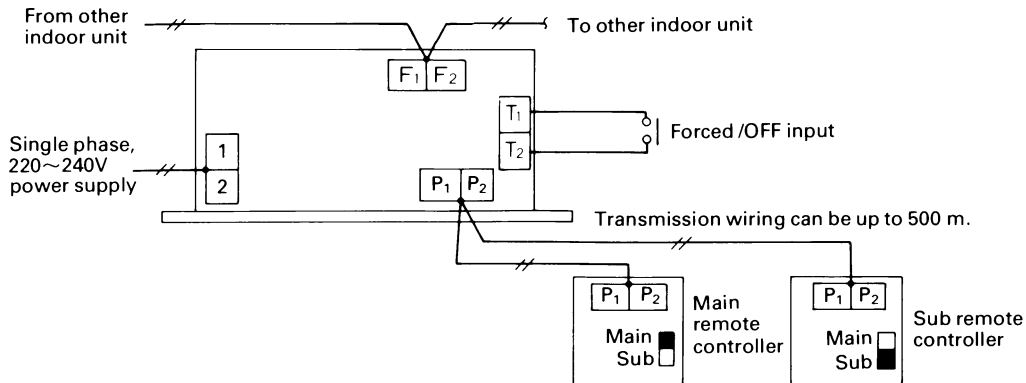 From other
indoor unit
To other indoor unit
F1 F2
T1
T2
Forced /OFF input
Single phase,
220~240V
power supply
1
2
P1 P2
Transmission wiring can be up to 500 m.
P1 P2
Main
Sub
Main
remote
controller
P1 P2
Main
Sub
Sub remote
controller